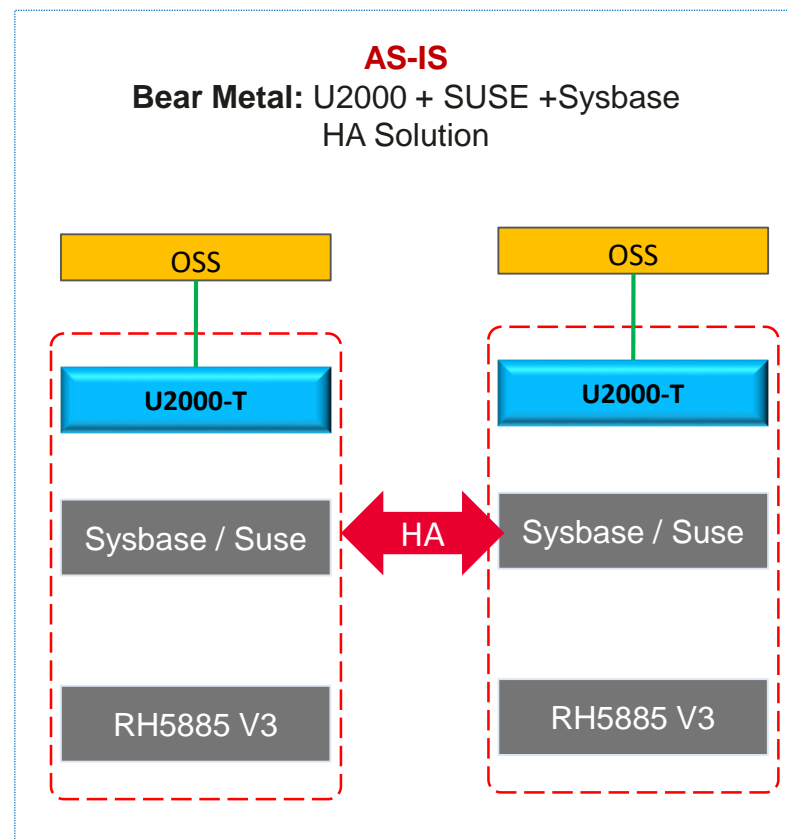 AS-IS
Bear Metal: U2000 + SUSE +Sysbase
HA Solution
OSS
OSS
U2000-T
U2000-T
Sysbase / Suse
HA
Sysbase / Suse
RH5885 V3
RH5885 V3